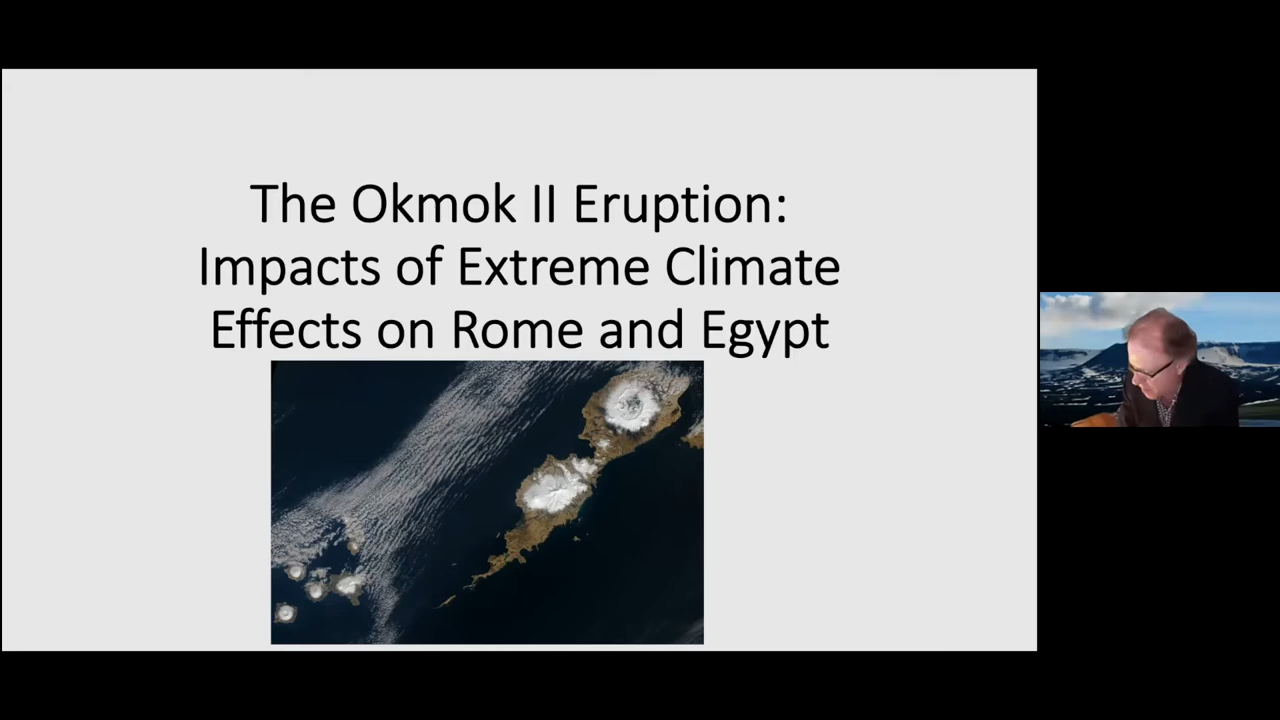 The Okmok II Eruption:
Impacts of Extreme Climate
Effects on Rome and Egypt